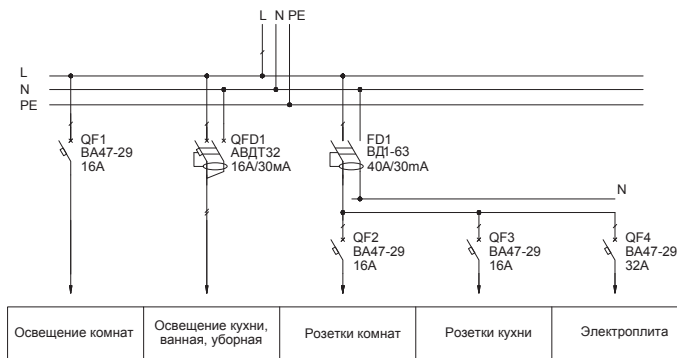 L N PE
L
N
PE
QF1
ВА47-29
16А
QFD1
АВДТ32
16А/30мА
FD1
ВД1-63
40А/30mA
N
QF2
ВА47-29
16А
QF3
ВА47-29
16А
QF4
ВА47-29
32А
Освещение комнат
Освещение кухни,
ванная, уборная
Розетки комнат
Розетки кухни
Электроплита